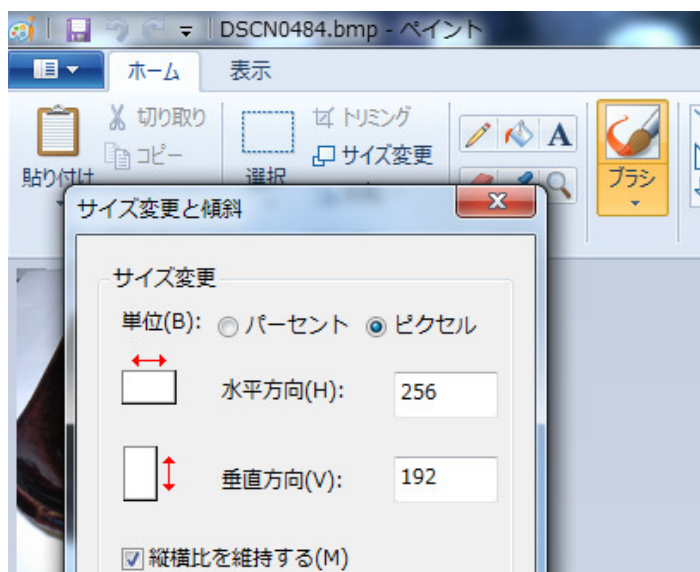 DSCN0484.bmp - ペイント
ホーム 表示
切り取り トリミング
コピー サイズ変更
A
貼り付け 選択 ブラシ
サイズ変更と傾斜
サイズ変更
単位(B): パーセント ピクセル
水平方向(H): 256
垂直方向(V): 192
縦横比を維持する(M)